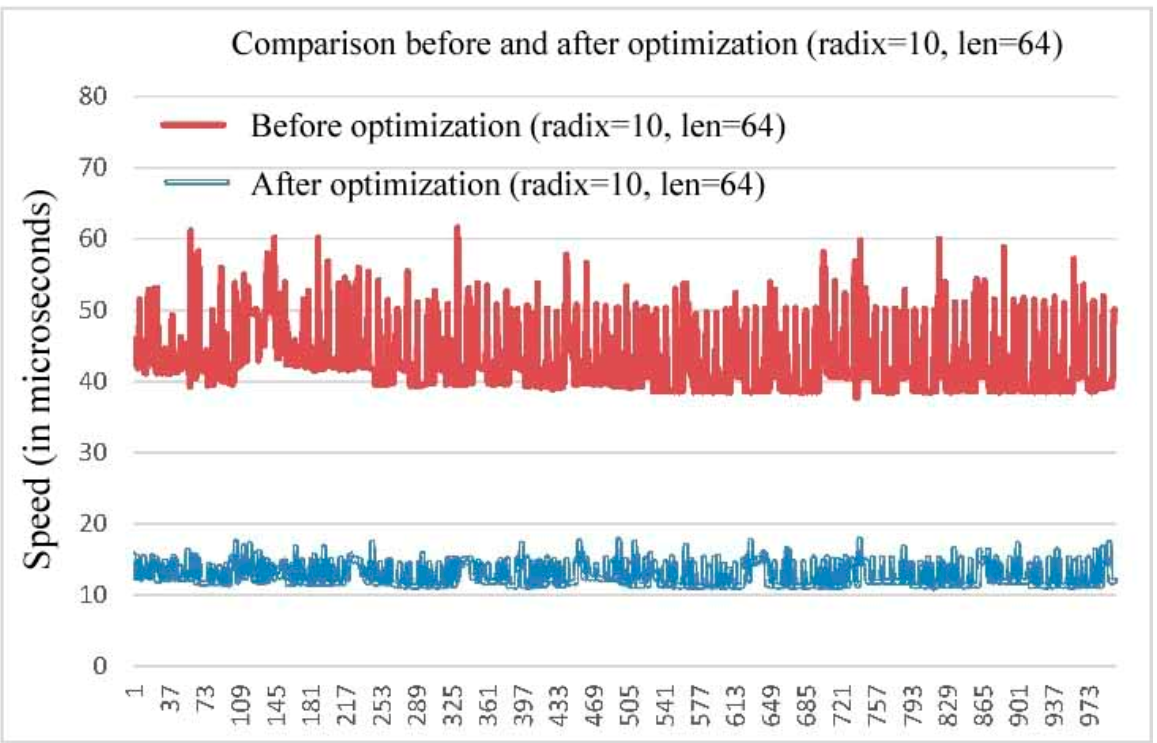 Comparison before and after optimization (radix=10, len=64)
80
Before optimization (radix=10, len=64)
70
After optimization (radix=10, len=64)
60
50
40
30
20
10
0
Speed (in microseconds)
1 37 73 109 145 181 217 253 289 325 361 397 433 469 505 541 577 613 649 685 721 757 793 829 865 901 937 973